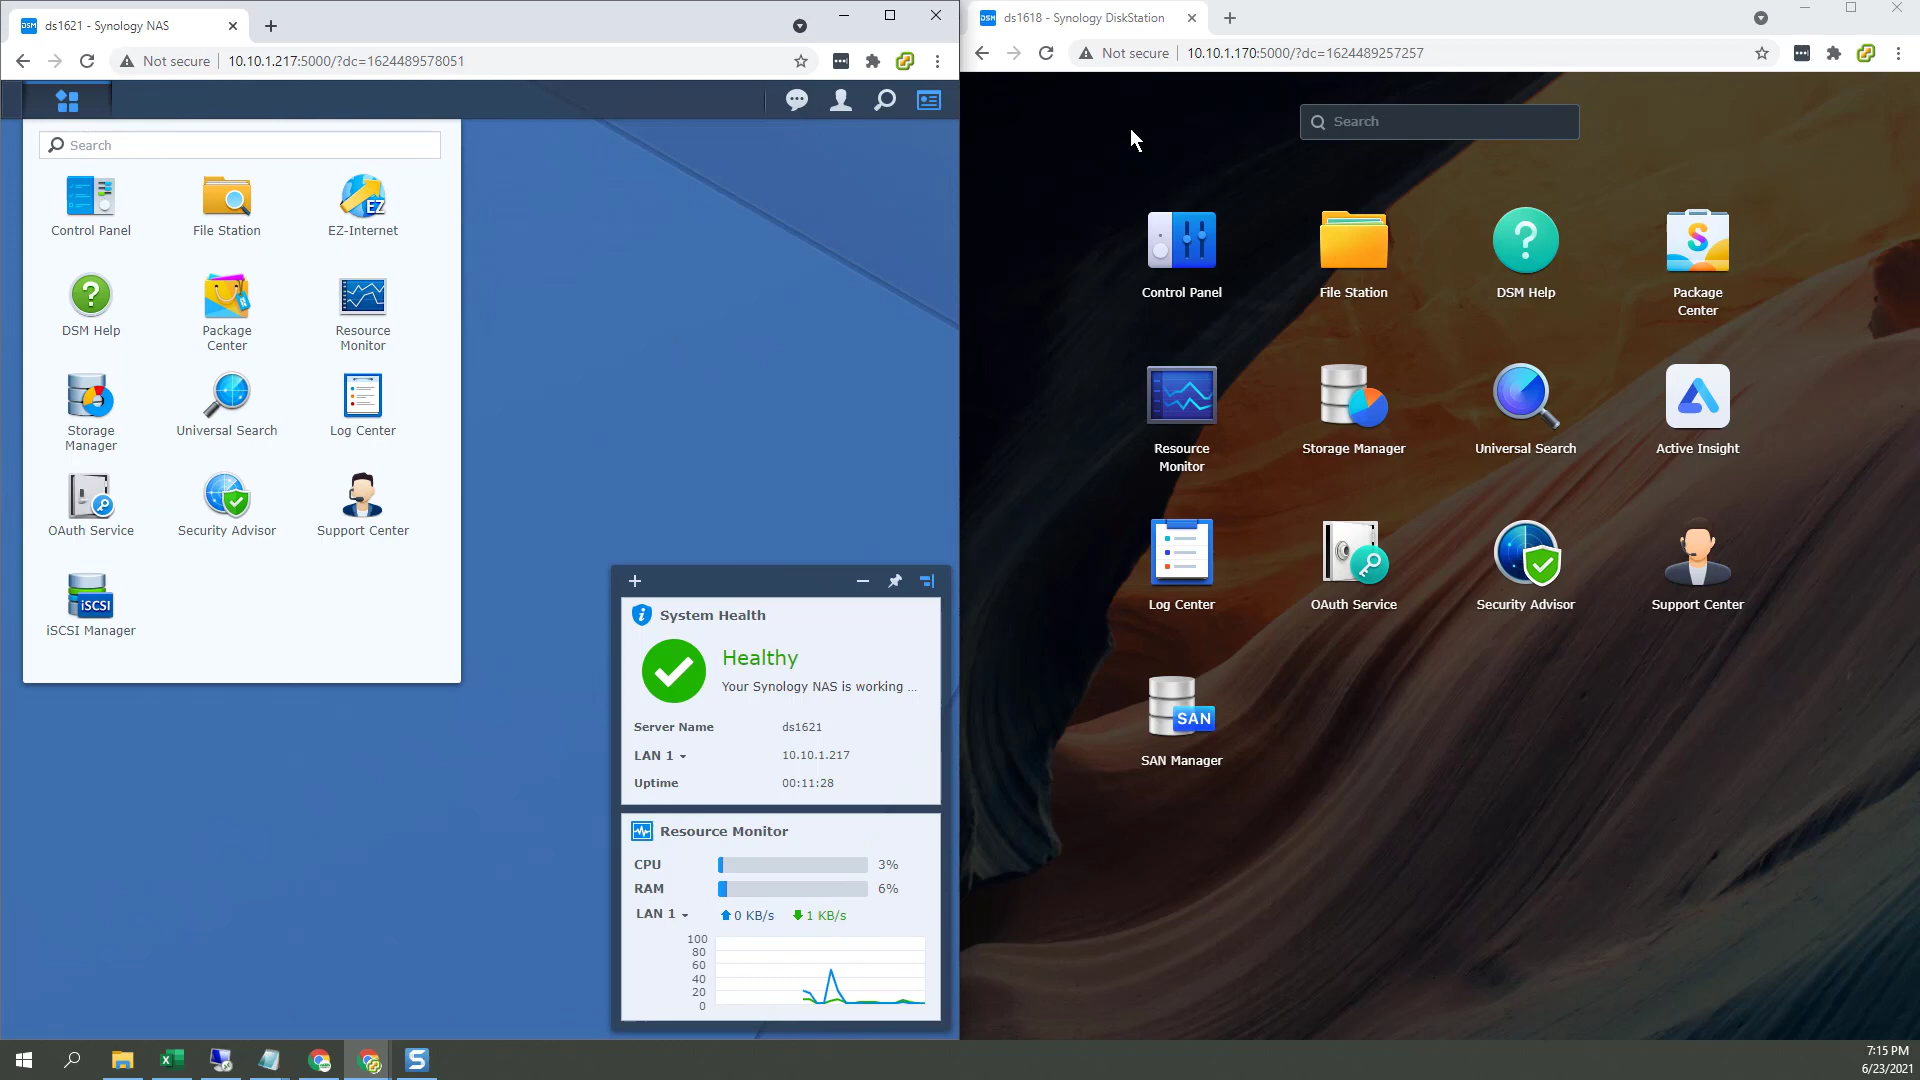 ds1621 - Synology NAS
Not secure
10.10.1.217:5000/?dc=1624489578051
Search
Control Panel
File Station
EZ
EZ-Internet
DSM Help
Package
Center
Resource
Monitor
Storage
Manager
Universal Search
Log Center
OAuth Service
Security Advisor
Support Center
iSCSI
iSCSI Manager
System Health
Healthy
Your Synology NAS is working ...
Server Name
ds1621
LAN 1
10.10.1.217
Uptime
00:11:28
Resource Monitor
CPU
3%
RAM
6%
LAN 1
0 KB/s
1 KB/s
100
80
60
40
20
0
DSM
ds1618 - Synology DiskStation
Not secure
10.10.1.170:5000/?dc=1624489257257
Search
Control Panel
File Station
DSM Help
S
Package
Center
Resource
Monitor
Storage Manager
Universal Search
Active Insight
Log Center
OAuth Service
Security Advisor
Support Center
SAN
SAN Manager
S
7:15 PM
6/23/2021